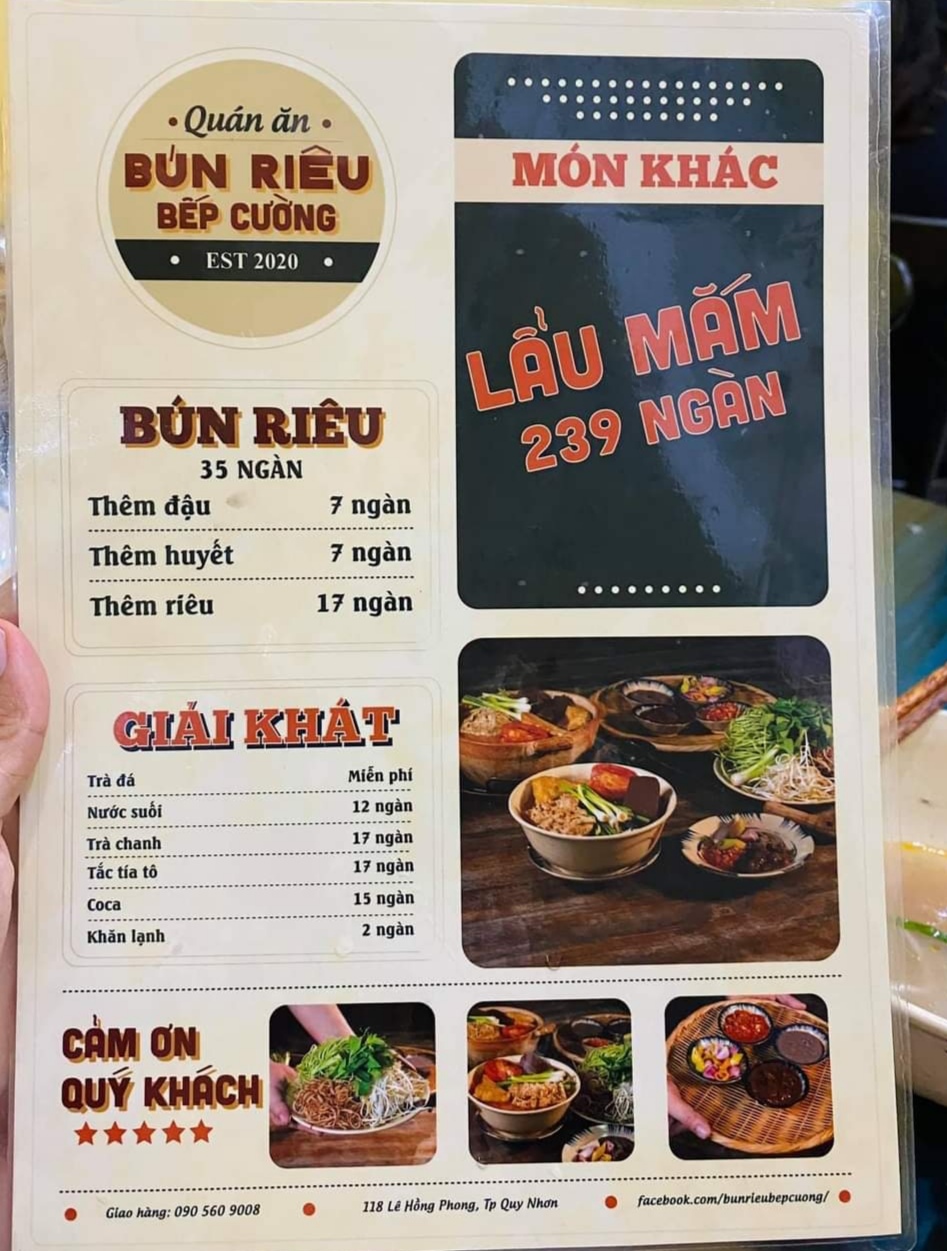 Quán ăn
BÚN RIÊU
BẾP CƯỜNG
EST 2020
BÚN RIÊU
35 NGÀN
Thêm đậu 7 ngàn
Thêm huyết 7 ngàn
Thêm riêu 17 ngàn
GIẢI KHÁT
Trà đá Miễn phí
Nước suối 12 ngàn
Trà chanh 17 ngàn
Tắc tía tô 17 ngàn
Coca 15 ngàn
Khăn lạnh 2 ngàn
MÓN KHÁC
LẨU MẮM
239 NGÀN
CẢM ƠN
QUÝ KHÁCH
Giao hàng: 090 560 9008 118 Lê Hồng Phong, Tp Quy Nhơn facebook.com/bunrieubepcuong/